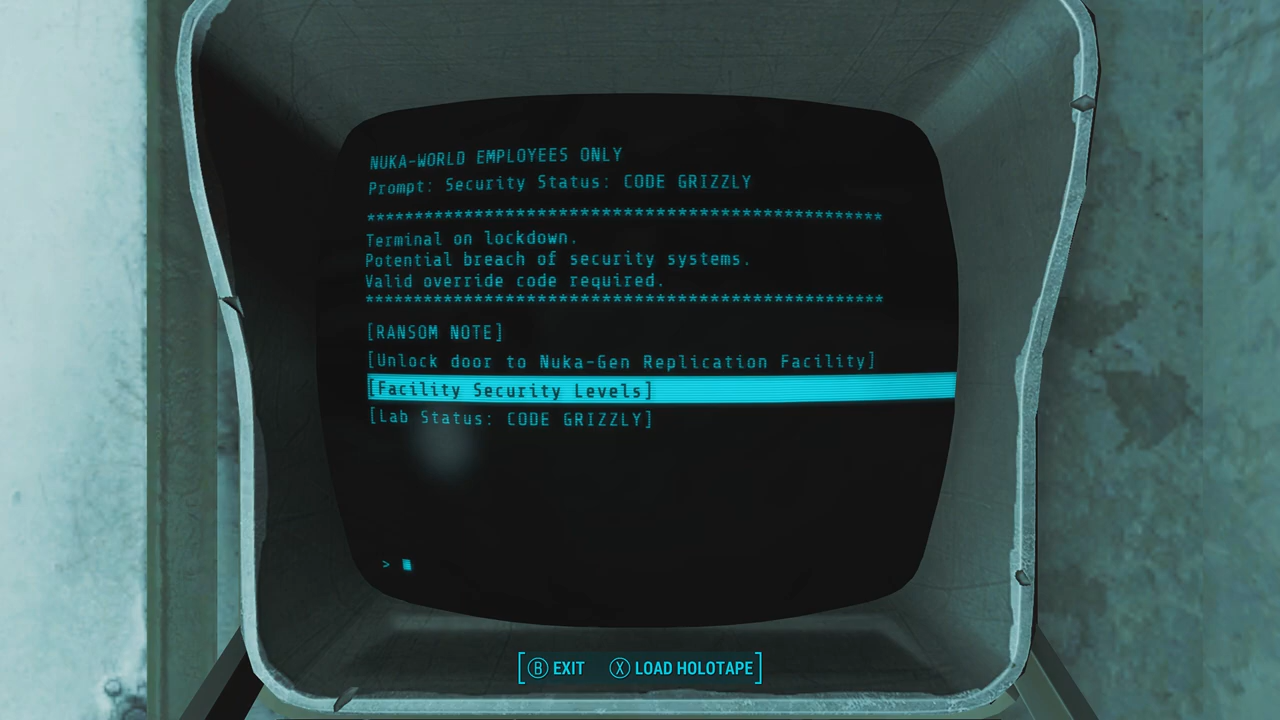 NUKA-WORLD EMPLOYEES ONLY
Prompt: Security Status: CODE GRIZZLY
*******************************************************
Terminal on lockdown.
Potential breach of security systems.
Valid override code required.
*******************************************************
[RANSOM NOTE]
[Unlock door to Nuka-Gen Replication Facility]
[Facility Security Levels]
[Lab Status: CODE GRIZZLY]
>
[B EXIT X LOAD HOLOTAPE]